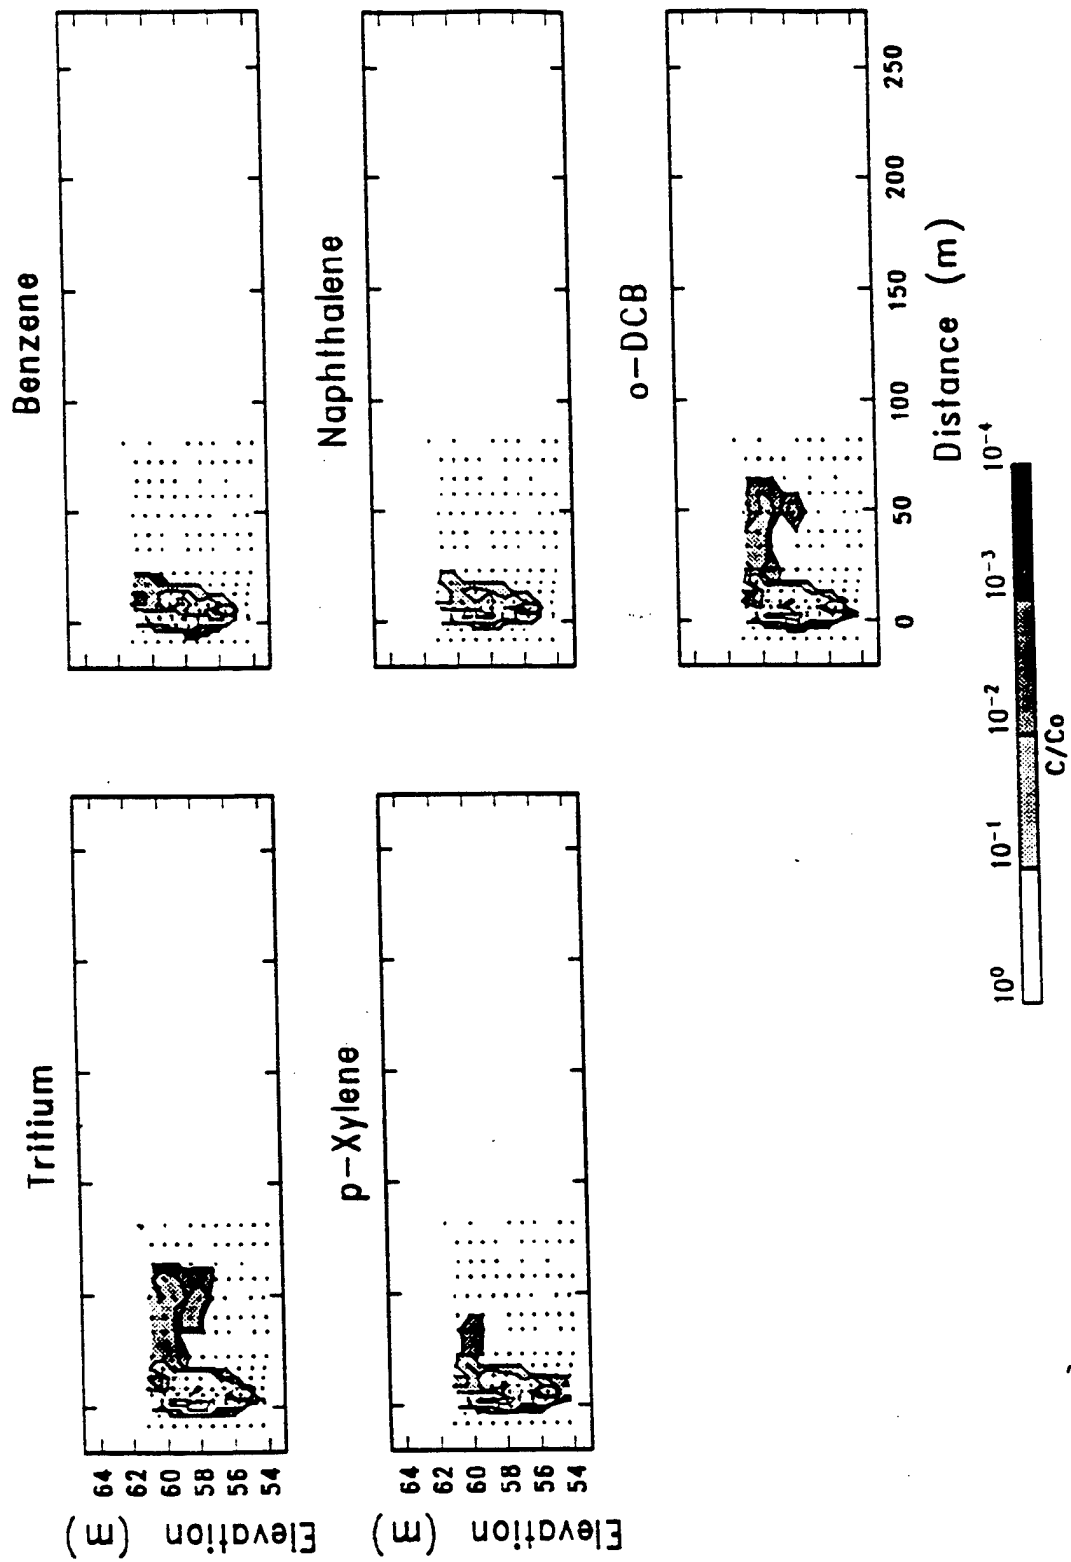 Tritium
Benzene
Elevation (m)
64
62
60
58
56
54
p-Xylene
Naphthalene
Elevation (m)
64
62
60
58
56
54
o-DCB
0
50
100
150
200
250
Distance (m)
10⁰
10⁻¹
10⁻²
10⁻³
10⁻⁴
C/Co